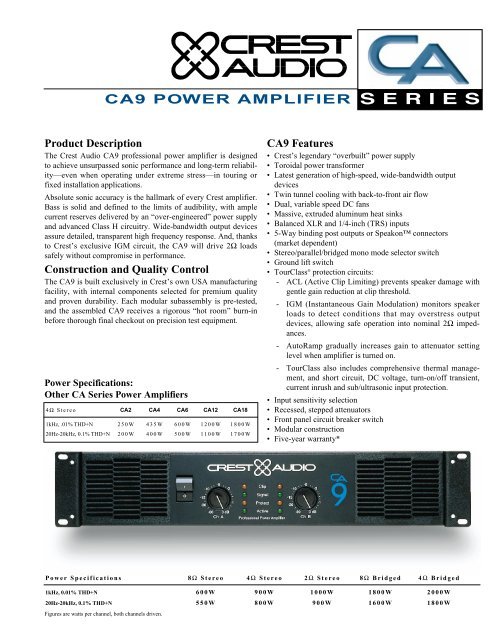 CREST
AUDIO
CA
CA9 POWER AMPLIFIER SERIES
Product Description
The Crest Audio CA9 professional power amplifier is designed
to achieve unsurpassed sonic performance and long-term reliabil-
ity—even when operating under extreme stress—in touring or
fixed installation applications.
Absolute sonic accuracy is the hallmark of every Crest amplifier.
Bass is solid and defined to the limits of audibility, with ample
current reserves delivered by an “over-engineered” power supply
and advanced Class H circuitry. Wide-bandwidth output devices
assure detailed, transparent high frequency response. And, thanks
to Crest’s exclusive IGM circuit, the CA9 will drive 2Ω loads
safely without compromise in performance.
Construction and Quality Control
The CA9 is built exclusively in Crest’s own USA manufacturing
facility, with internal components selected for premium quality
and proven durability. Each modular subassembly is pre-tested,
and the assembled CA9 receives a rigorous “hot room” burn-in
before thorough final checkout on precision test equipment.
Power Specifications:
Other CA Series Power Amplifiers
4Ω Stereo CA2 CA4 CA6 CA12 CA18
1kHz, .01% THD+N 250W 435W 600W 1200W 1800W
20Hz-20kHz, 0.1% THD+N 200W 400W 500W 1100W 1700W
CA9 Features
• Crest’s legendary “overbuilt” power supply
• Toroidal power transformer
• Latest generation of high-speed, wide-bandwidth output
devices
• Twin tunnel cooling with back-to-front air flow
• Dual, variable speed DC fans
• Massive, extruded aluminum heat sinks
• Balanced XLR and 1/4-inch (TRS) inputs
• 5-Way binding post outputs or Speakon™ connectors
(market dependent)
• Stereo/parallel/bridged mono mode selector switch
• Ground lift switch
• TourClass® protection circuits:
- ACL (Active Clip Limiting) prevents speaker damage with
gentle gain reduction at clip threshold.
- IGM (Instantaneous Gain Modulation) monitors speaker
loads to detect conditions that may overstress output
devices, allowing safe operation into nominal 2Ω imped-
ances.
- AutoRamp gradually increases gain to attenuator setting
level when amplifier is turned on.
- TourClass also includes comprehensive thermal manage-
ment, and short circuit, DC voltage, turn-on/off transient,
current inrush and sub/ultrasonic input protection.
• Input sensitivity selection
• Recessed, stepped attenuators
• Front panel circuit breaker switch
• Modular construction
• Five-year warranty*
CREST AUDIO
CA
9
Clip
Signal
Protect
Active
Ch A
Ch B
Professional Power Amplifier
Power Specifications 8Ω Stereo 4Ω Stereo 2Ω Stereo 8Ω Bridged 4Ω Bridged
1kHz, 0.01% THD+N 600W 900W 1000W 1800W 2000W
20Hz-20kHz, 0.1% THD+N 550W 800W 900W 1600W 1800W
Figures are watts per channel, both channels driven.